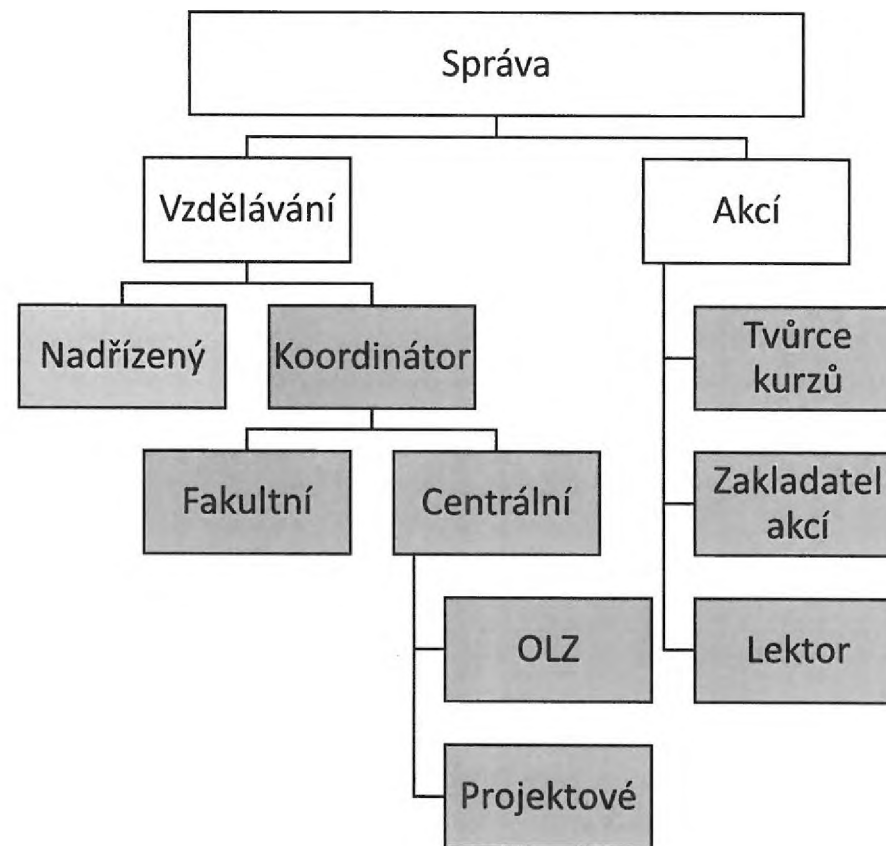 Správa
Vzdělávání
Akcí
Nadřízený
Koordinátor
Tvůrce
kurzů
Fakultní
Centrální
Zakladatel
akcí
OLZ
Lektor
Projektové